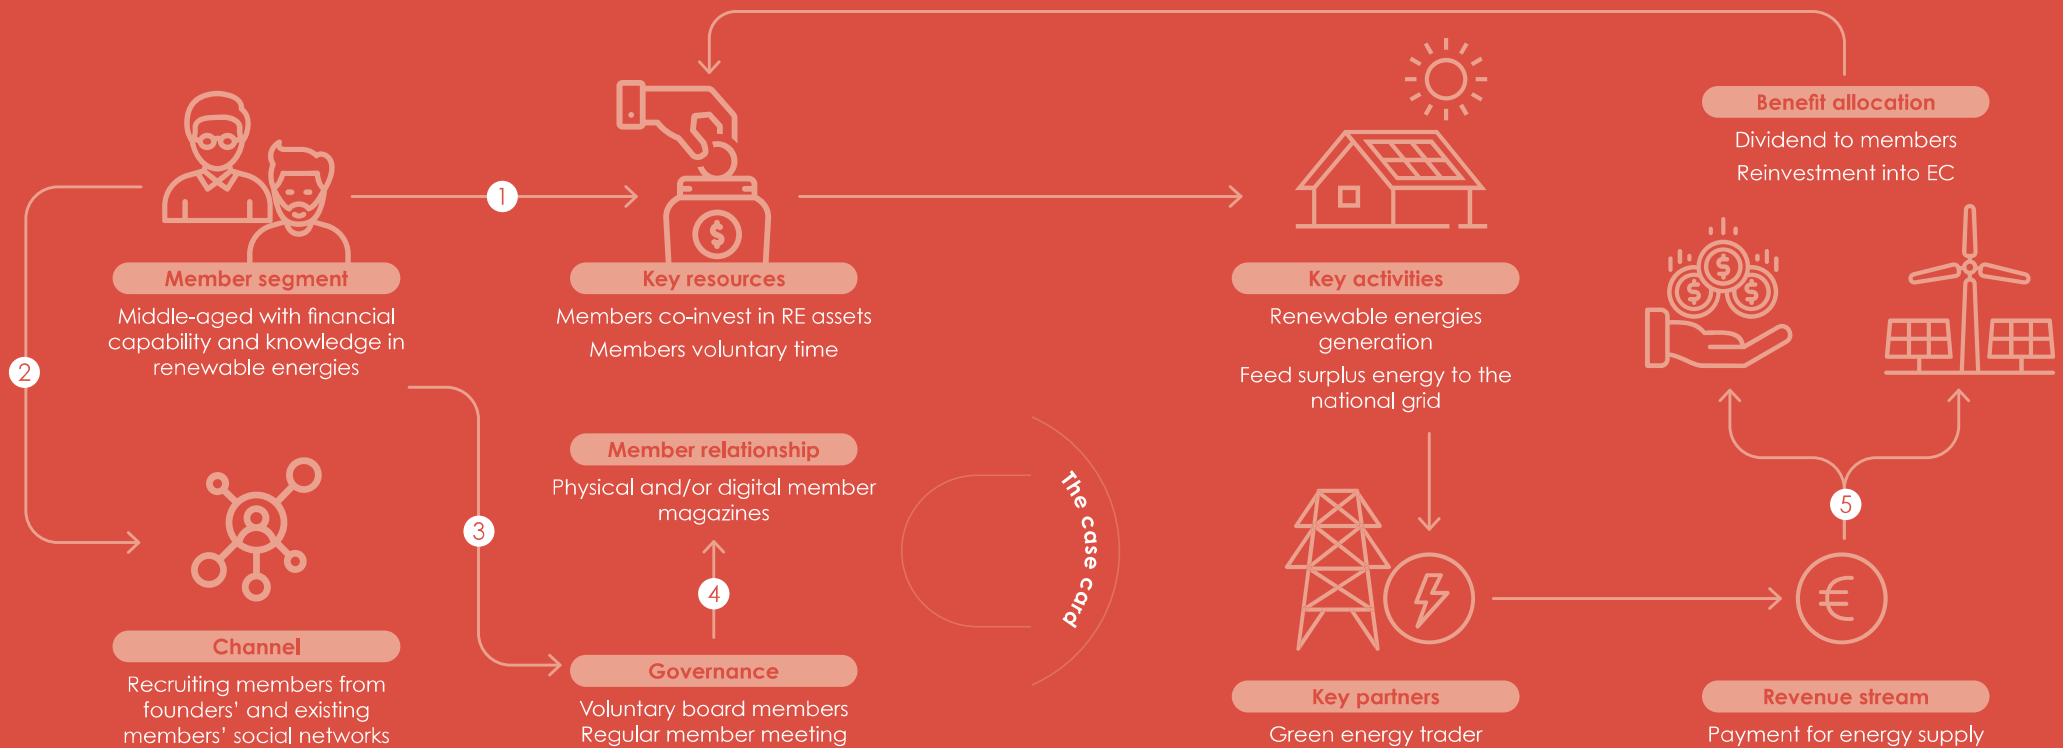 Benefit allocation
Dividend to members
Reinvestment into EC
1
$
$
$
$
Member segment
Middle-aged with financial
capability and knowledge in
renewable energies
Key resources
Members co-invest in RE assets
Members voluntary time
Key activities
Renewable energies
generation
Feed surplus energy to the
national grid
2
3
Member relationship
Physical and/or digital member
magazines
4
The case card
5
€
Channel
Recruiting members from
founders' and existing
members' social networks
Governance
Voluntary board members
Regular member meeting
Key partners
Green energy trader
Revenue stream
Payment for energy supply